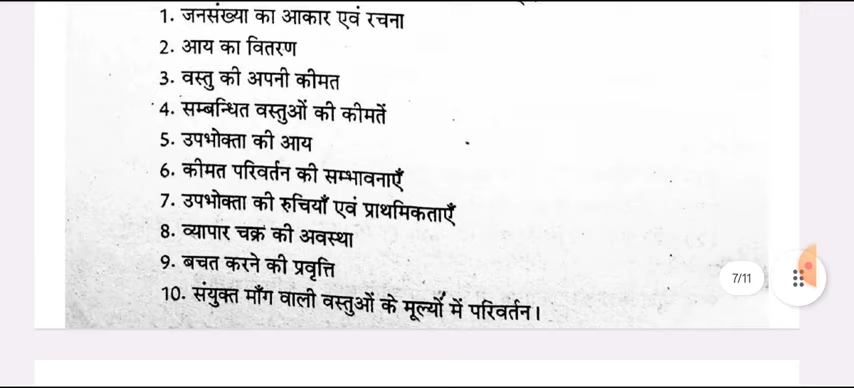 1. जनसंख्या का आकार एवं रचना
2. आय का वितरण
3. वस्तु की अपनी कीमत
4. सम्बन्धित वस्तुओं की कीमतें
5. उपभोक्ता की आय
6. कीमत परिवर्तन की सम्भावनाएँ
7. उपभोक्ता की रुचियाँ एवं प्राथमिकताएँ
8. व्यापार चक्र की अवस्था
9. बचत करने की प्रवृत्ति
7/11
10. संयुक्त माँग वाली वस्तुओं के मूल्यों में परिवर्तन।